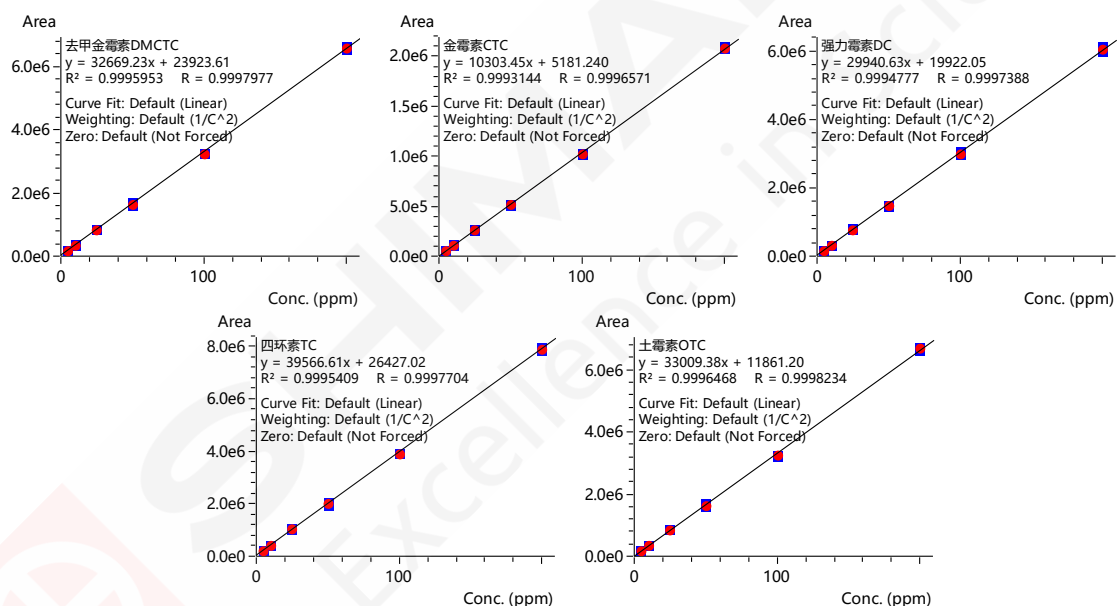 Area
去甲金霉素DMCTC
y = 32669.23x + 23923.61
R² = 0.9995953 R = 0.9997977
Curve Fit: Default (Linear)
Weighting: Default (1/C^2)
Zero: Default (Not Forced)
6.0e6
4.0e6
2.0e6
0.0e0
0 100
Conc. (ppm)
Area
金霉素CTC
y = 10303.45x + 5181.240
R² = 0.9993144 R = 0.9996571
Curve Fit: Default (Linear)
Weighting: Default (1/C^2)
Zero: Default (Not Forced)
2.0e6
1.5e6
1.0e6
5.0e5
0.0e0
0 100
Conc. (ppm)
Area
强力霉素DC
y = 29940.63x + 19922.05
R² = 0.9994777 R = 0.9997388
Curve Fit: Default (Linear)
Weighting: Default (1/C^2)
Zero: Default (Not Forced)
6.0e6
4.0e6
2.0e6
0.0e0
0 100
Conc. (ppm)
Area
四环素TC
y = 39566.61x + 26427.02
R² = 0.9995409 R = 0.9997704
Curve Fit: Default (Linear)
Weighting: Default (1/C^2)
Zero: Default (Not Forced)
8.0e6
6.0e6
4.0e6
2.0e6
0.0e0
0 100
Conc. (ppm)
Area
土霉素OTC
y = 33009.38x + 11861.20
R² = 0.9996468 R = 0.9998234
Curve Fit: Default (Linear)
Weighting: Default (1/C^2)
Zero: Default (Not Forced)
6.0e6
4.0e6
2.0e6
0.0e0
0 100
Conc. (ppm)
SHIMA
Excellence in